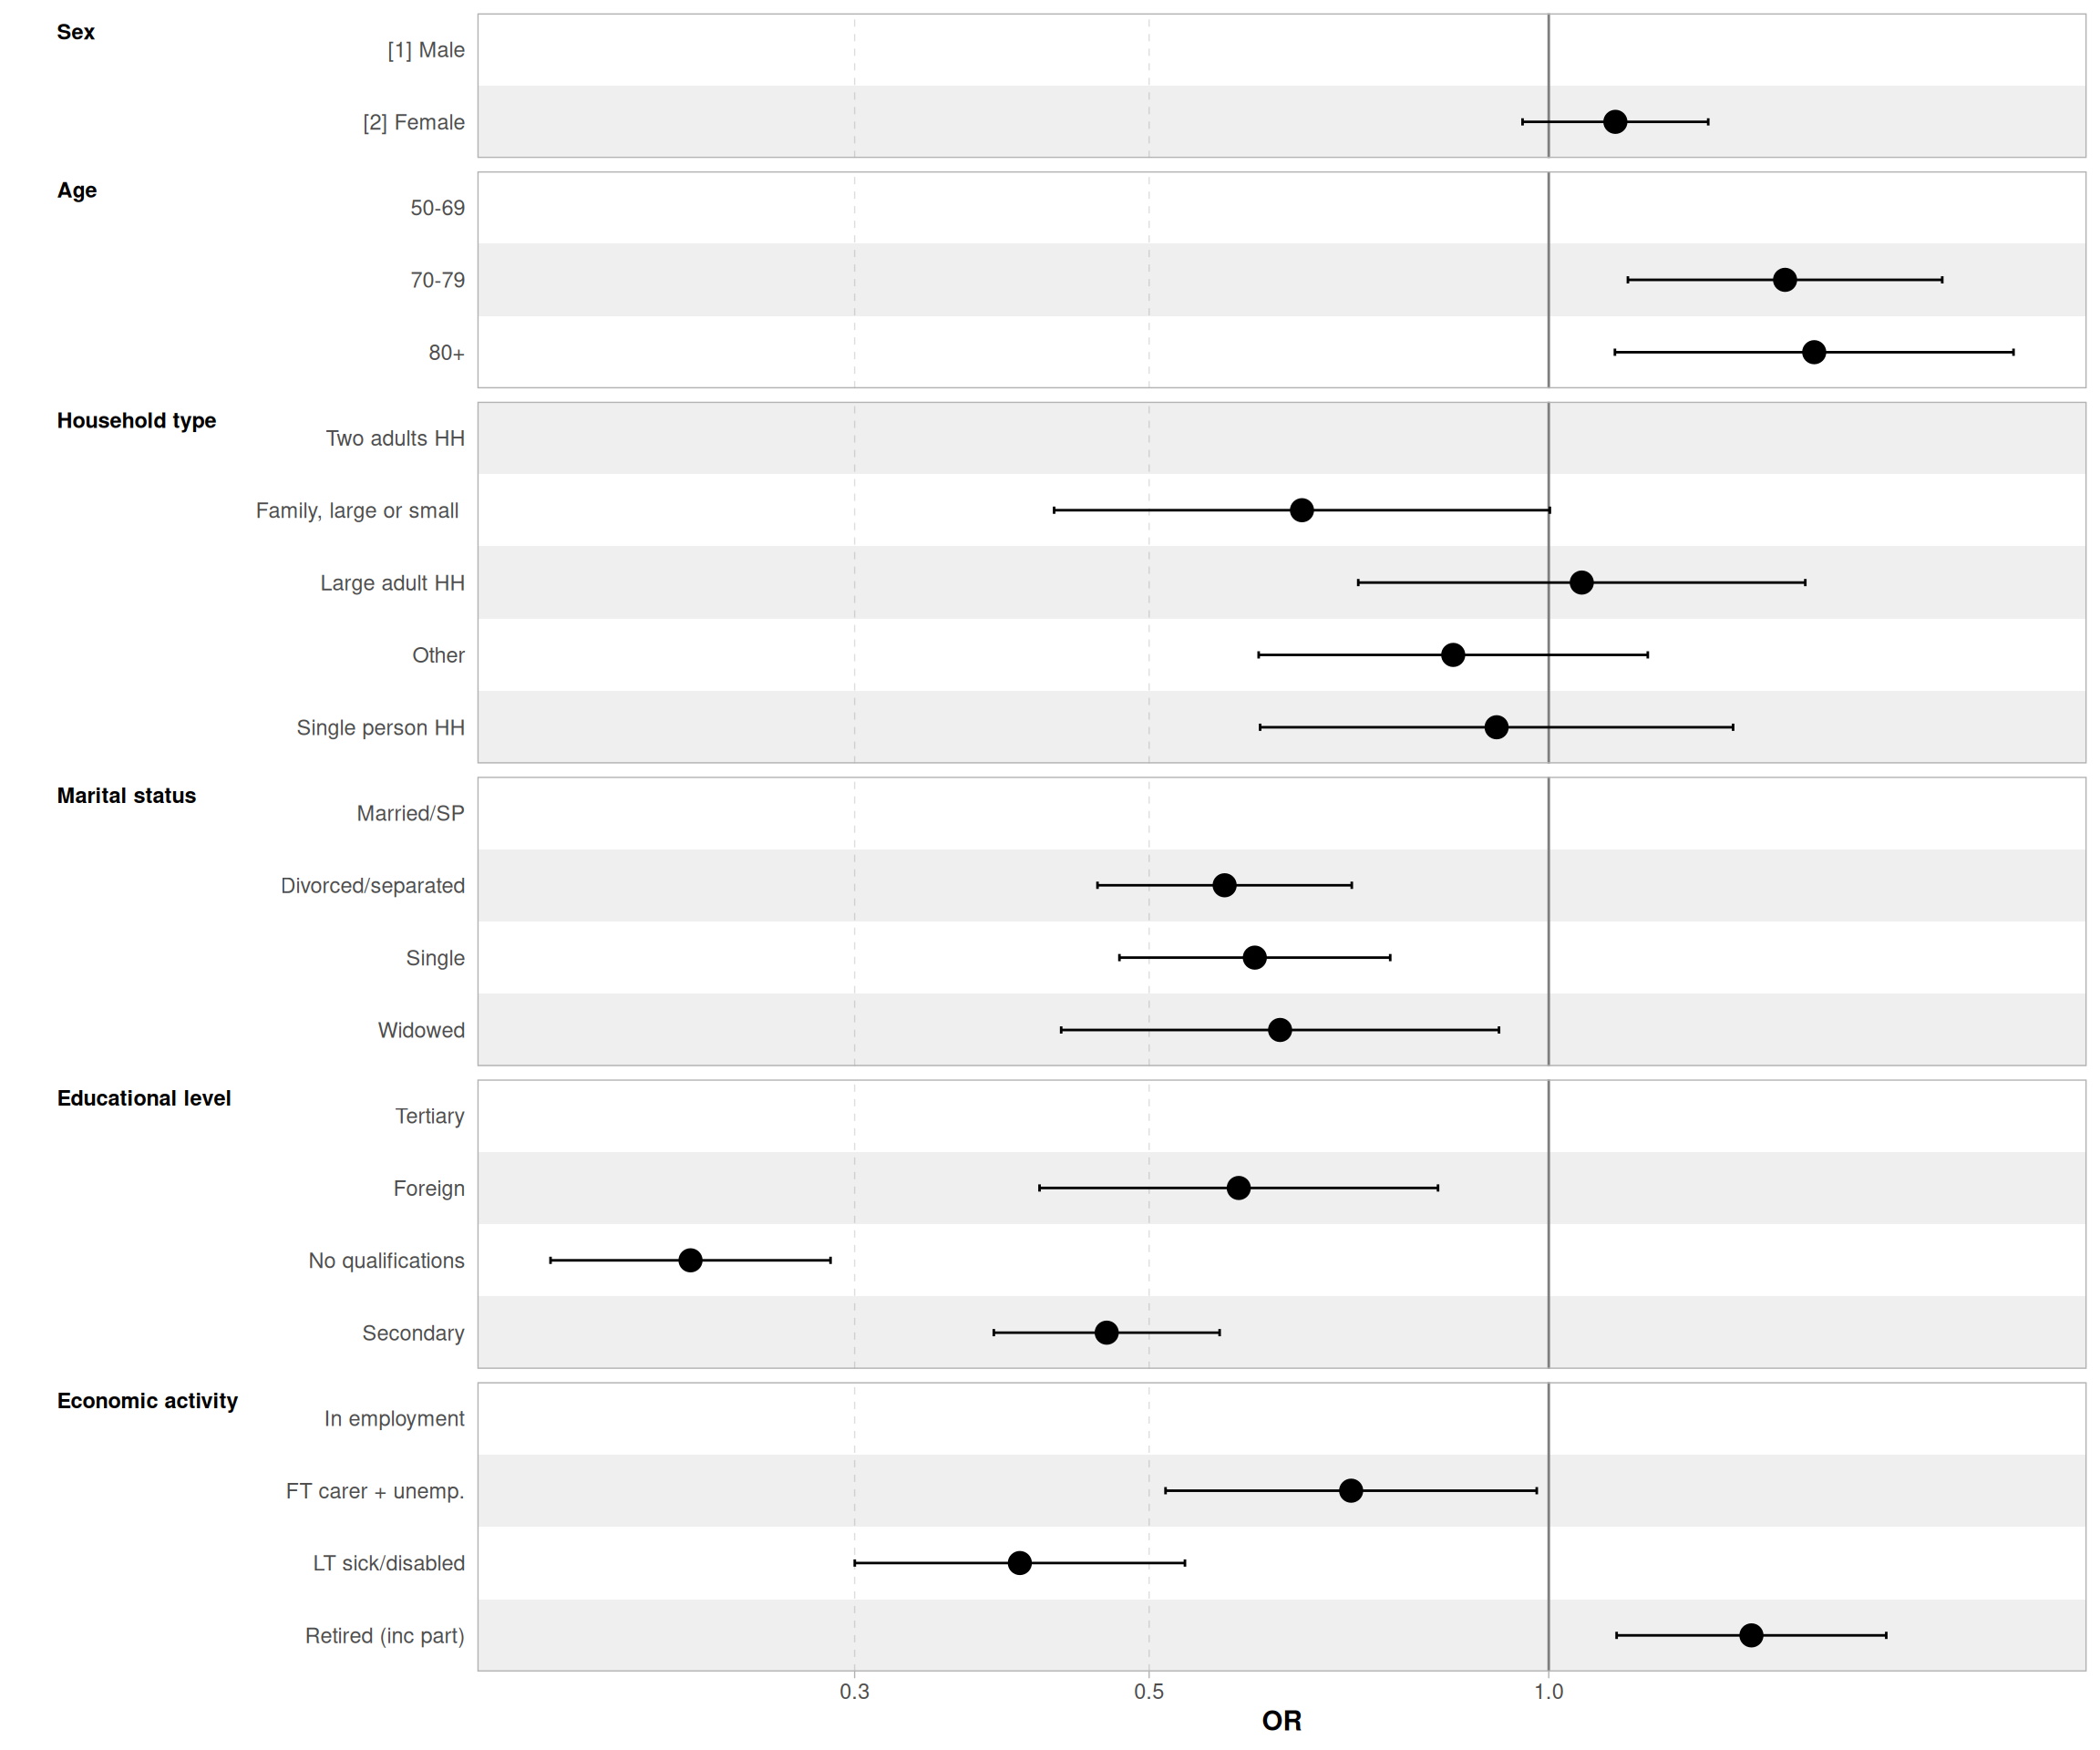 Sex
[1] Male
[2] Female
Age
50-69
70-79
80+
Household type
Two adults HH
Family, large or small
Large adult HH
Other
Single person HH
Marital status
Married/SP
Divorced/separated
Single
Widowed
Educational level
Tertiary
Foreign
No qualifications
Secondary
Economic activity
In employment
FT carer + unemp.
LT sick/disabled
Retired (inc part)
0.3 0.5 1.0
OR